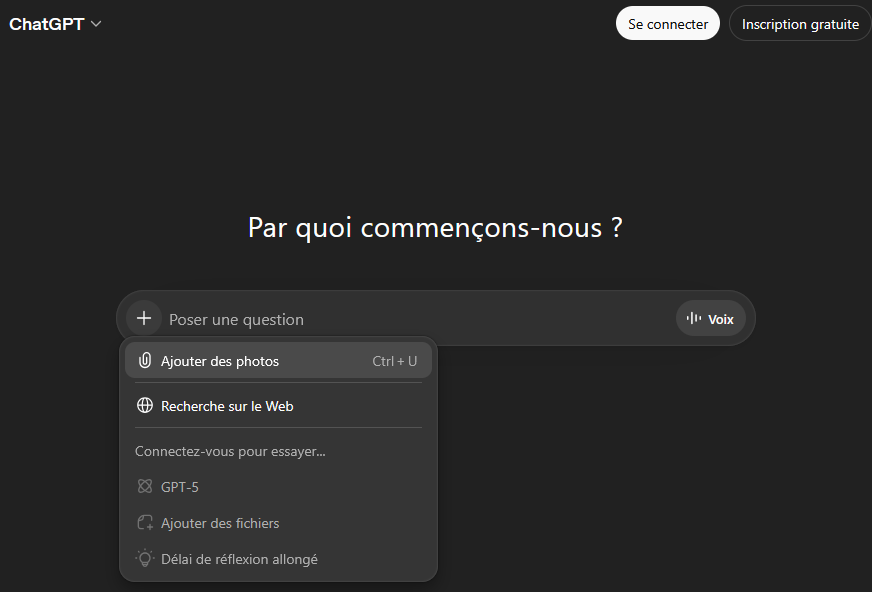 ChatGPT
Se connecter
Inscription gratuite
Par quoi commençons-nous ?
Poser une question
Voix
Ajouter des photos
Ctrl + U
Recherche sur le Web
Connectez-vous pour essayer...
GPT-5
Ajouter des fichiers
Délai de réflexion allongé